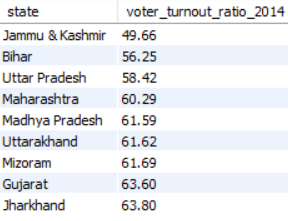 state voter_turnout_ratio_2014
Jammu & Kashmir 49.66
Bihar 56.25
Uttar Pradesh 58.42
Maharashtra 60.29
Madhya Pradesh 61.59
Uttarakhand 61.62
Mizoram 61.69
Gujarat 63.60
Jharkhand 63.80